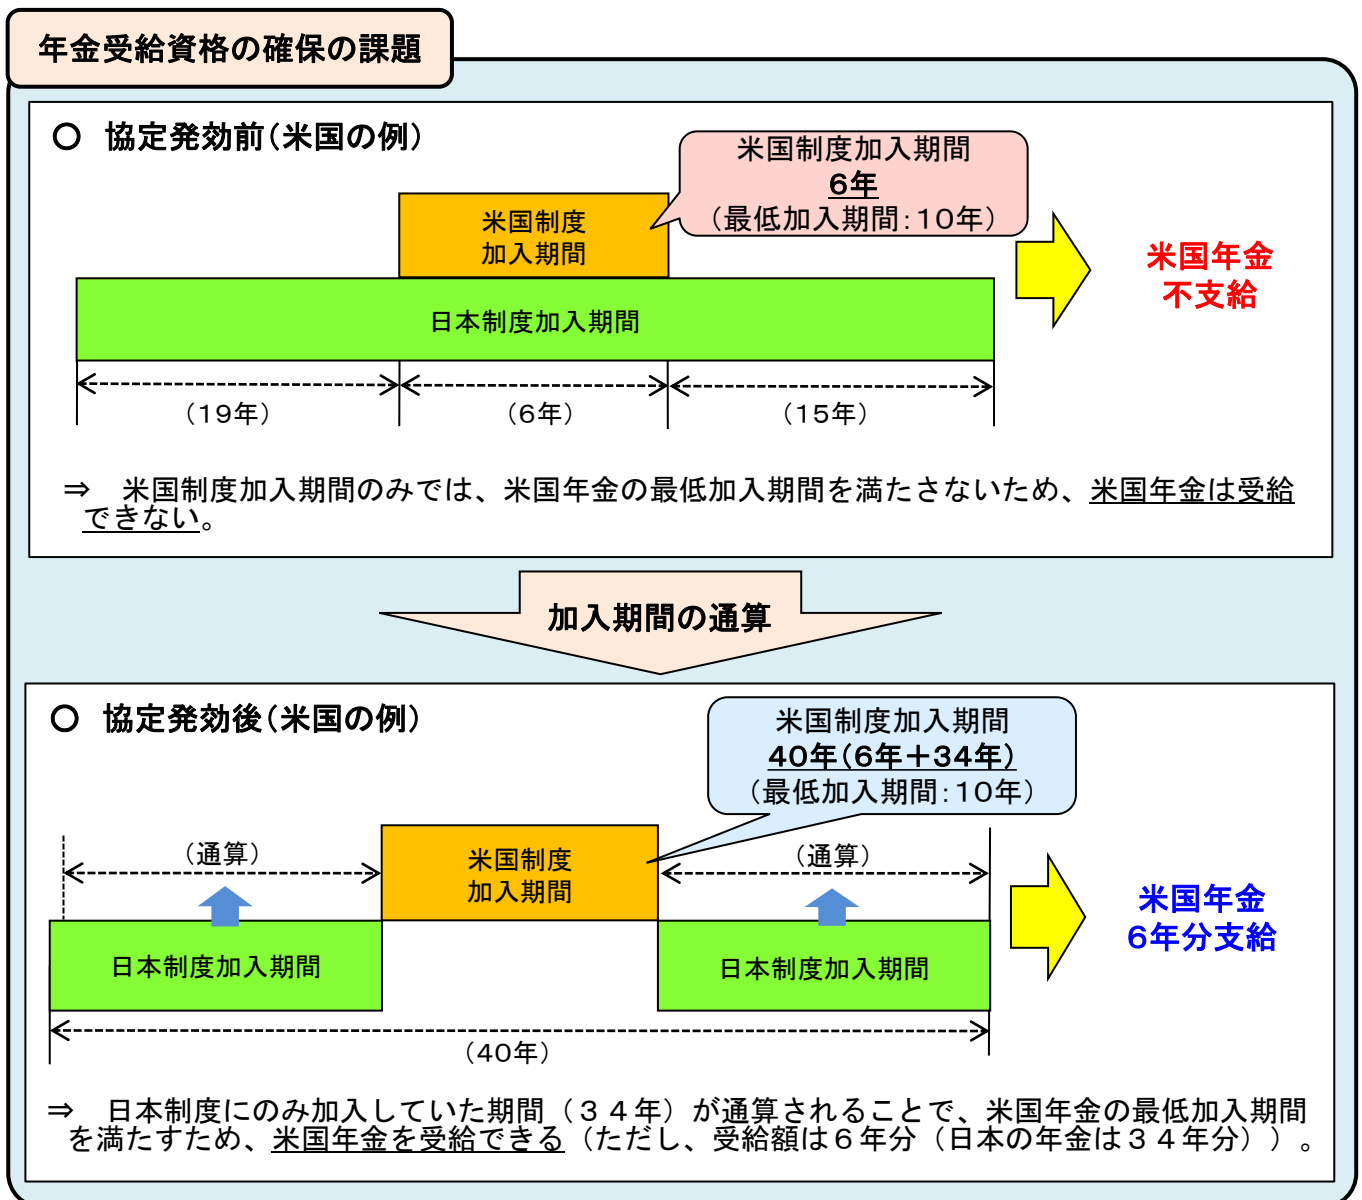 年金受給資格の確保の課題
○ 協定発効前（米国の例）
米国制度加入期間
6年
（最低加入期間：10年）
米国制度
加入期間
米国年金
不支給
日本制度加入期間
（19年）
（6年）
（15年）
⇒ 米国制度加入期間のみでは、米国年金の最低加入期間を満たさないため、米国年金は受給
できない。
加入期間の通算
○ 協定発効後（米国の例）
米国制度加入期間
40年（6年＋34年）
（最低加入期間：10年）
（通算）
米国制度
加入期間
（通算）
米国年金
6年分支給
日本制度加入期間
日本制度加入期間
（40年）
⇒ 日本制度にのみ加入していた期間（３４年）が通算されることで、米国年金の最低加入期間
を満たすため、米国年金を受給できる（ただし、受給額は６年分（日本の年金は３４年分））。